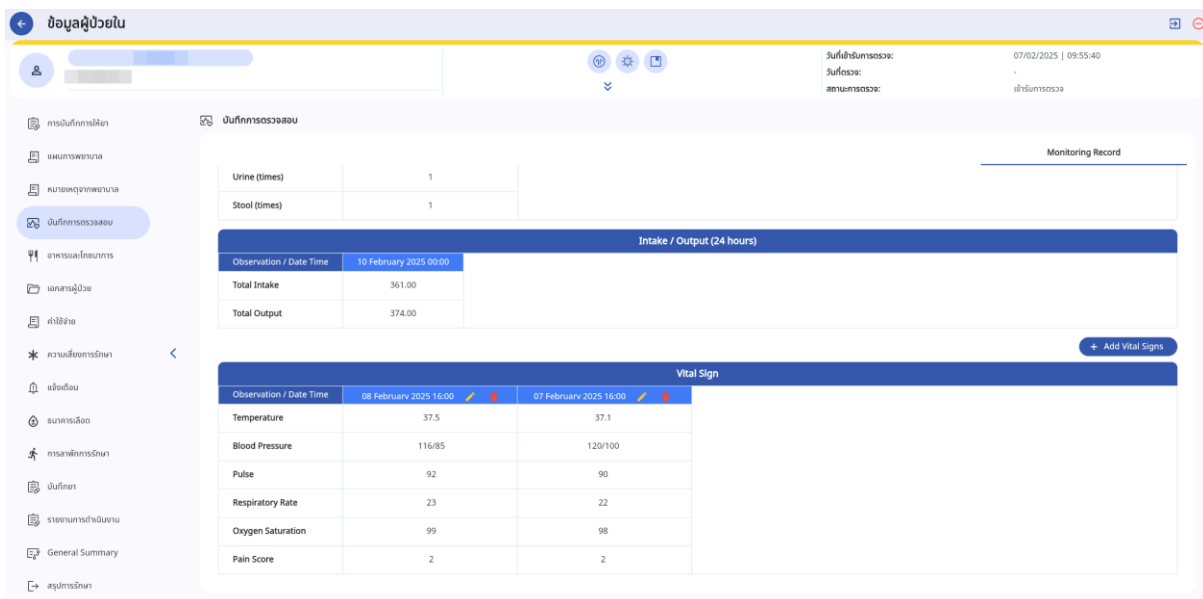 ข้อมูลผู้ป่วยใน
วันที่เข้ารับการตรวจ: 07/02/2025 | 09:55:40
วันที่ตรวจ: -
สถานะการตรวจ: เข้ารับการตรวจ
การบันทึกการให้ยา
แผนการพยาบาล
หมายเหตุจากพยาบาล
บันทึกการตรวจสอบ
อาหารและโภชนาการ
เอกสารผู้ป่วย
ค่าใช้จ่าย
ความเสี่ยงการรักษา
แจ้งเตือน
ธนาคารเลือด
การลาพักการรักษา
บันทึกยา
รายงานการดำเนินงาน
General Summary
สรุปการรักษา
บันทึกการตรวจสอบ
Monitoring Record
Urine (times) 1
Stool (times) 1
Intake / Output (24 hours)
Observation / Date Time 10 February 2025 00:00
Total Intake 361.00
Total Output 374.00
+ Add Vital Signs
Vital Sign
Observation / Date Time 08 February 2025 16:00 07 February 2025 16:00
Temperature 37.5 37.1
Blood Pressure 116/85 120/100
Pulse 92 90
Respiratory Rate 23 22
Oxygen Saturation 99 98
Pain Score 2 2